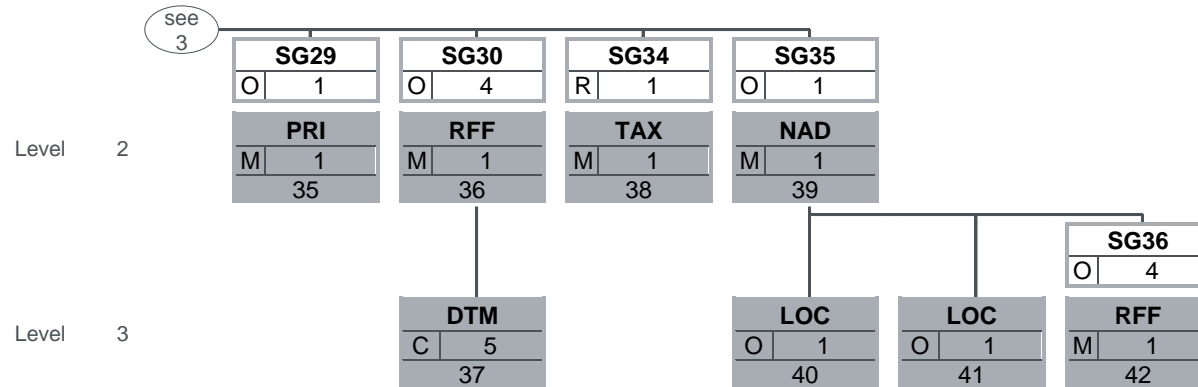 see
3
SG29 SG30 SG34 SG35
O 1 O 4 R 1 O 1
PRI RFF TAX NAD
Level 2 M 1 M 1 M 1 M 1
35 36 38 39
SG36
O 4
DTM LOC LOC RFF
Level 3 C 5 O 1 O 1 M 1
37 40 41 42